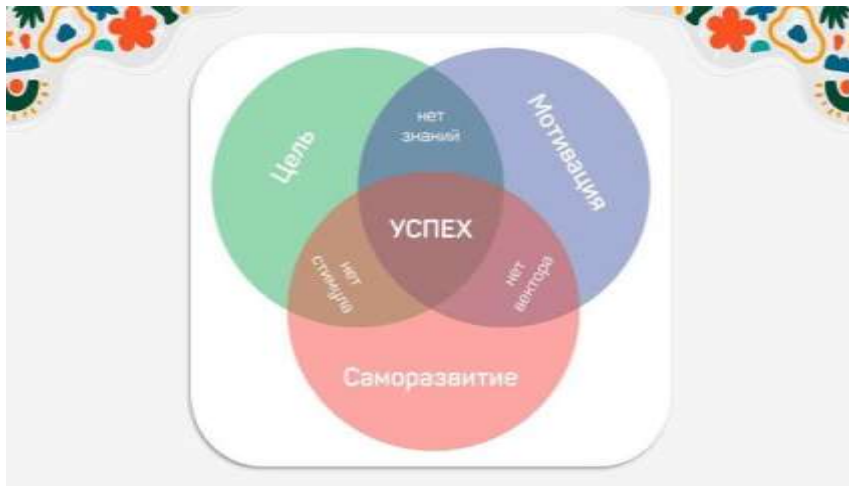 нет
знаний
Цель
Мотивация
УСПЕХ
нет
стимула
нет
вектора
Саморазвитие